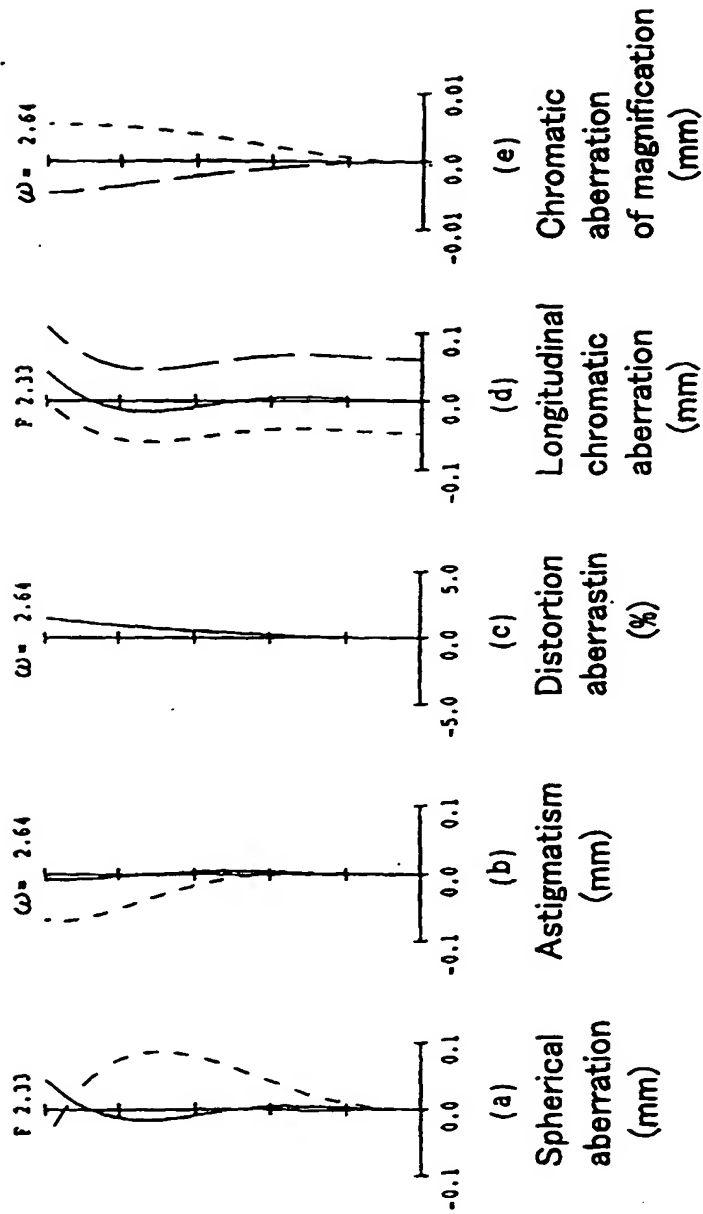 F 2.33
-0.1 0.0 0.1
(a)
Spherical
aberration
(mm)
ω= 2.64
-0.1 0.0 0.1
(b)
Astigmatism
(mm)
ω= 2.64
-5.0 0.0 5.0
(c)
Distortion
aberrastin
(%)
F 2.33
-0.1 0.0 0.1
(d)
Longitudinal
chromatic
aberration
(mm)
ω= 2.64
-0.01 0.0 0.01
(e)
Chromatic
aberration
of magnification
(mm)